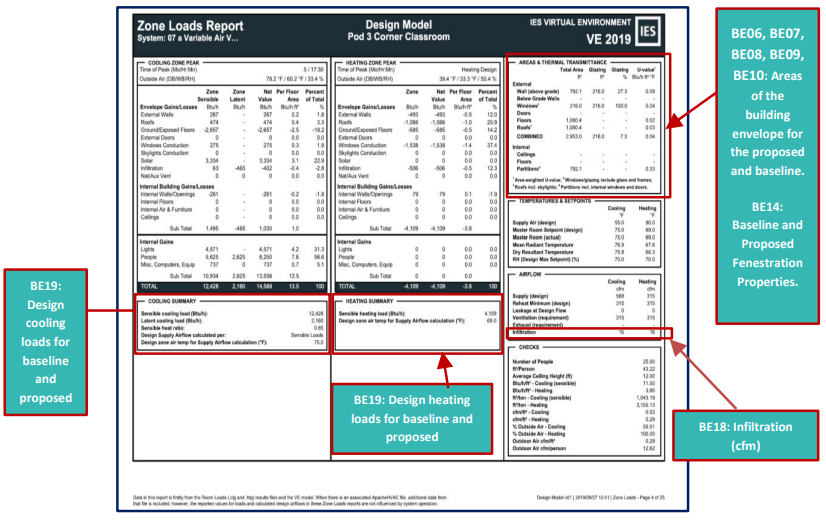 Zone Loads Report
System: 07 a Variable Air V...
Design Model
Pod 3 Corner Classroom
IES VIRTUAL ENVIRONMENT
VE 2019
IES
COOLING ZONE PEAK
Time of Peak (Mo/Hr:Mn) 5 / 17:30
Outside Air (DB/WB/RH) 78.2 °F / 60.2 °F / 33.4 %
Zone Zone Net Per Floor Percent
Sensible Latent Value Area of Total
Envelope Gains/Losses Btu/h Btu/h Btu/h Btu/h·ft² %
External Walls 267 - 267 0.2 1.8
Roofs 474 - 474 0.4 3.3
Ground/Exposed Floors -2,657 - -2,657 -2.5 -18.2
External Doors 0 - 0 0.0 0.0
Windows Conduction 275 - 275 0.3 1.9
Skylights Conduction 0 - 0 0.0 0.0
Solar 3,334 - 3,334 3.1 22.9
Infiltration 63 -465 -402 -0.4 -2.8
Nat/Aux Vent 0 0 0 0.0 0.0
Internal Building Gains/Losses
Internal Walls/Openings -261 - -261 -0.2 -1.8
Internal Floors 0 - 0 0.0 0.0
Internal Air & Furniture 0 - 0 0.0 0.0
Ceilings 0 - 0 0.0 0.0
Sub Total 1,495 -465 1,030 1.0
Internal Gains
Lights 4,571 - 4,571 4.2 31.3
People 5,625 2,625 8,250 7.6 56.6
Misc, Computers, Equip 737 0 737 0.7 5.1
Sub Total 10,934 2,625 13,558 12.5
TOTAL 12,428 2,160 14,588 13.5 100
COOLING SUMMARY
Sensible cooling load (Btu/h): 12,428
Latent cooling load (Btu/h): 2,160
Sensible heat ratio: 0.85
Design Supply Airflow calculated per: Sensible Loads
Design zone air temp for Supply Airflow calculation (°F): 75.0
HEATING ZONE PEAK
Time of Peak (Mo/Hr:Mn) Heating Design
Outside Air (DB/WB/RH) 39.4 °F / 33.3 °F / 50.4 %
Zone Net Per Floor Percent
Value Area of Total
Envelope Gains/Losses Btu/h Btu/h Btu/h·ft² %
External Walls -493 -493 -0.5 12.0
Roofs -1,066 -1,066 -1.0 25.9
Ground/Exposed Floors -585 -585 -0.5 14.2
External Doors 0 0 0.0 0.0
Windows Conduction -1,538 -1,538 -1.4 37.4
Skylights Conduction 0 0 0.0 0.0
Solar 0 0 0.0 0.0
Infiltration -506 -506 -0.5 12.3
Nat/Aux Vent 0 0 0.0 0.0
Internal Building Gains/Losses
Internal Walls/Openings 79 79 0.1 -1.9
Internal Floors 0 0 0.0 0.0
Internal Air & Furniture 0 0 0.0 0.0
Ceilings 0 0 0.0 0.0
Sub Total -4,109 -4,109 -3.8
Internal Gains
Lights 0 0 0.0 0.0
People 0 0 0.0 0.0
Misc, Computers, Equip 0 0 0.0 0.0
Sub Total 0 0 0.0
TOTAL -4,109 -4,109 -3.8 100
HEATING SUMMARY
Sensible heating load (Btu/h): 4,109
Design zone air temp for Supply Airflow calculation (°F): 69.0
AREAS & THERMAL TRANSMITTANCE
Total Area Glazing Glazing U-value¹
ft² ft² % Btu/h·ft²·°F
External
Wall (above grade) 792.1 216.0 27.3 0.09
Below Grade Walls - - - -
Windows² 216.0 216.0 100.0 0.24
Doors - - - -
Floors 1,080.4 - - 0.02
Roofs³ 1,080.4 - - 0.03
COMBINED 2,953.0 216.0 7.3 0.04
Internal
Ceilings - - - -
Floors - - - -
Partitions⁴ 792.1 - - 0.33
¹Area-weighted U-value; ²Windows/glazing include glass and frames;
³Roofs incl. skylights; ⁴Partitions incl. internal windows and doors.
TEMPERATURES & SETPOINTS
Cooling Heating
°F °F
Supply Air (design) 55.0 90.0
Master Room Setpoint (design) 75.0 69.0
Master Room (actual) 75.0 69.0
Mean Radiant Temperature 76.9 67.6
Dry Resultant Temperature 75.9 68.3
RH (Design Max Setpoint) (%) 70.0 70.0
AIRFLOW
Cooling Heating
cfm cfm
Supply (design) 568 315
Reheat Minimum (design) 315 315
Leakage at Design Flow 0 0
Ventilation (requirement) 315 315
Exhaust (requirement) - -
Infiltration 16 16
CHECKS
Number of People 25.00
ft²/Person 43.22
Average Ceiling Height (ft) 12.00
Btu/h/ft² - Cooling (sensible) 11.50
Btu/h/ft² - Heating 3.80
ft²/ton - Cooling (sensible) 1,043.19
ft²/ton - Heating 3,155.13
cfm/ft² - Cooling 0.53
cfm/ft² - Heating 0.29
% Outside Air - Cooling 55.51
% Outside Air - Heating 100.00
Outdoor Air cfm/ft² 0.29
Outdoor Air cfm/person 12.62
Data in this report is firstly from the Room Loads (.clg and .htg) results files and the VE model. When there is an associated ApacheHVAC file, additional data from
that file is included; however, the reported values for loads and calculated design airflows in these Zone Loads reports are not influenced by system operation.
Design Model v01 | 2019/09/27 12:41 | Zone Loads - Page 4 of 25
BE19:
Design
cooling
loads for
baseline
and
proposed
BE19: Design heating
loads for baseline and
proposed
BE06, BE07,
BE08, BE09,
BE10: Areas
of the
building
envelope for
the proposed
and baseline.
BE14:
Baseline and
Proposed
Fenestration
Properties.
BE18: Infiltration
(cfm)